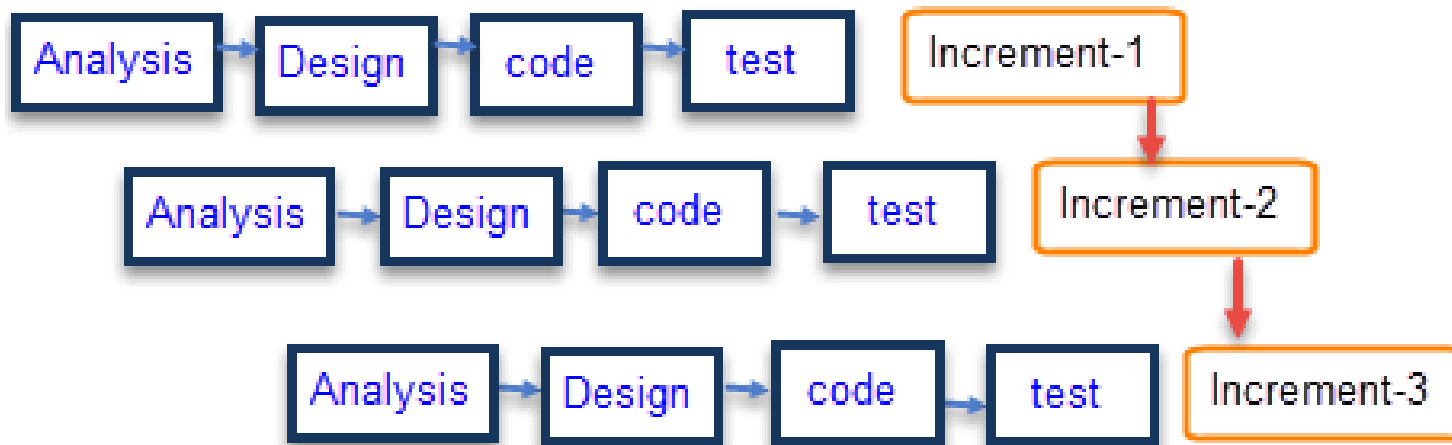 Analysis Design code test Increment-1
Analysis Design code test Increment-2
Analysis Design code test Increment-3